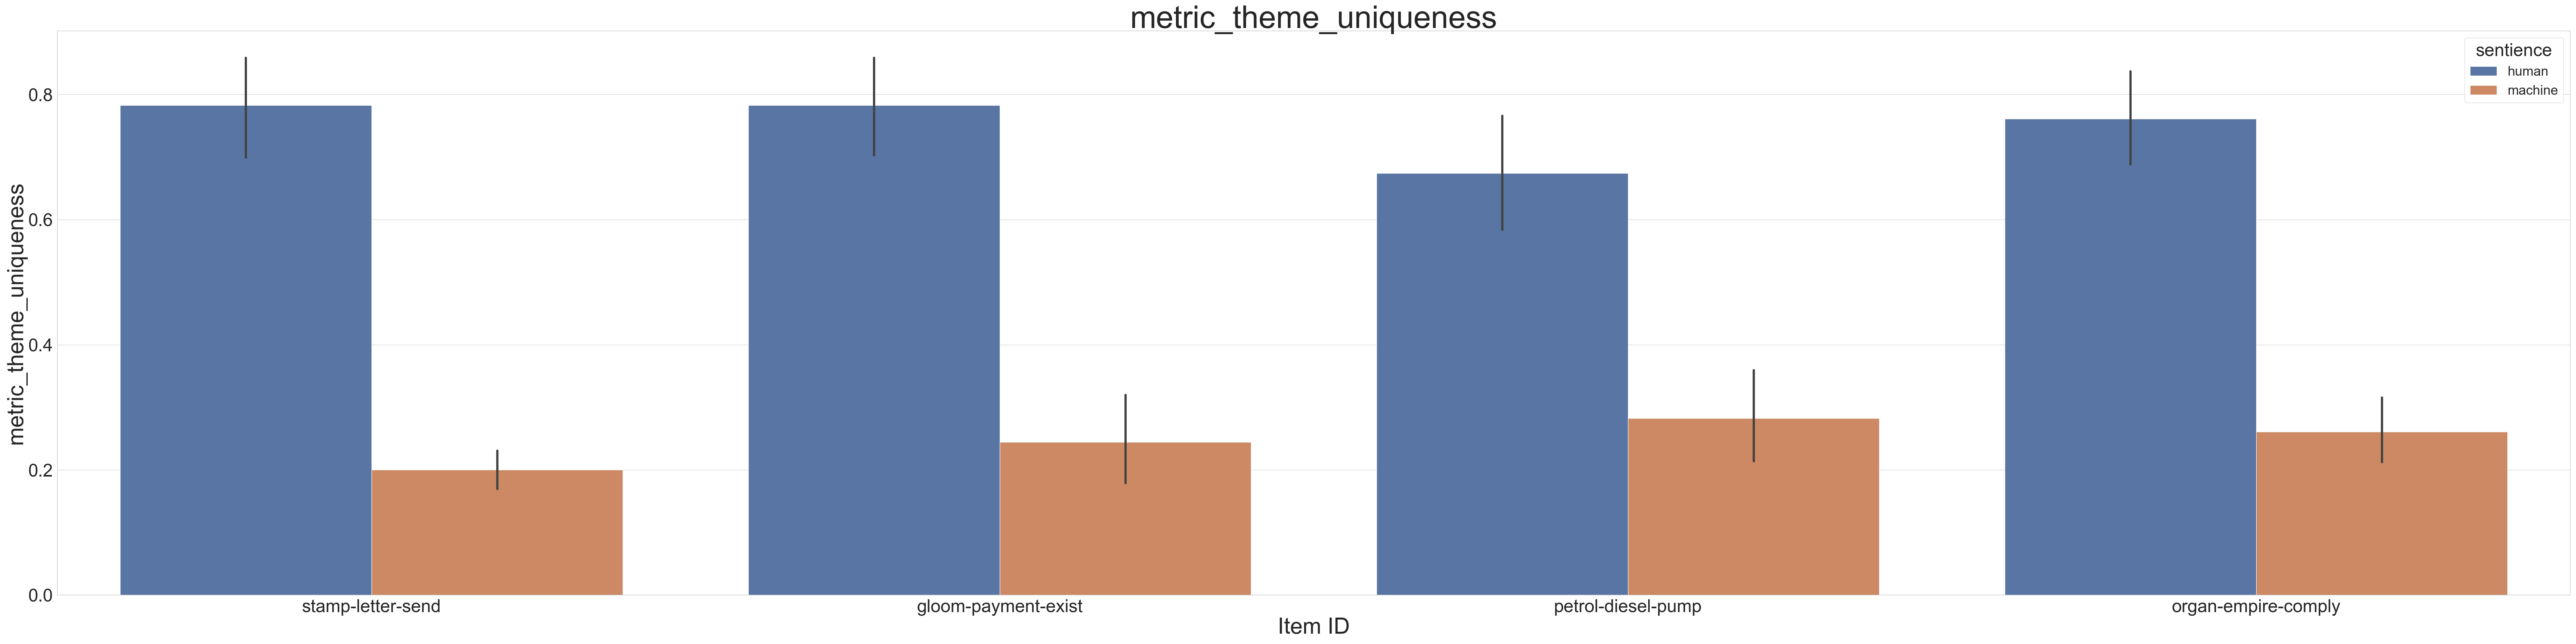 metric_theme_uniqueness
sentience
human
machine
metric_theme_uniqueness
0.8
0.6
0.4
0.2
0.0
stamp-letter-send
gloom-payment-exist
petrol-diesel-pump
organ-empire-comply
Item ID